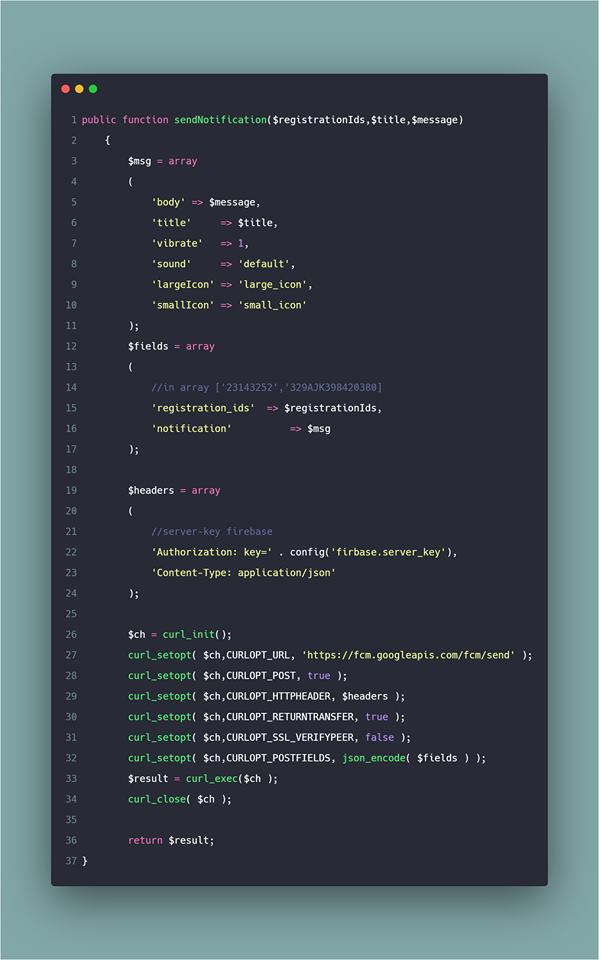 1 public function sendNotification($registrationIds,$title,$message)
2     {
3         $msg = array
4         (
5             'body' => $message,
6             'title'     => $title,
7             'vibrate'   => 1,
8             'sound'     => 'default',
9             'largeIcon' => 'large_icon',
10             'smallIcon' => 'small_icon'
11         );
12         $fields = array
13         (
14             //in array ['23143252','329AJK398420380]
15             'registration_ids'  => $registrationIds,
16             'notification'          => $msg
17         );
18
19         $headers = array
20         (
21             //server-key firebase
22             'Authorization: key=' . config('firbase.server_key'),
23             'Content-Type: application/json'
24         );
25
26         $ch = curl_init();
27         curl_setopt( $ch,CURLOPT_URL, 'https://fcm.googleapis.com/fcm/send' );
28         curl_setopt( $ch,CURLOPT_POST, true );
29         curl_setopt( $ch,CURLOPT_HTTPHEADER, $headers );
30         curl_setopt( $ch,CURLOPT_RETURNTRANSFER, true );
31         curl_setopt( $ch,CURLOPT_SSL_VERIFYPEER, false );
32         curl_setopt( $ch,CURLOPT_POSTFIELDS, json_encode( $fields ) );
33         $result = curl_exec($ch );
34         curl_close( $ch );
35
36         return $result;
37 }